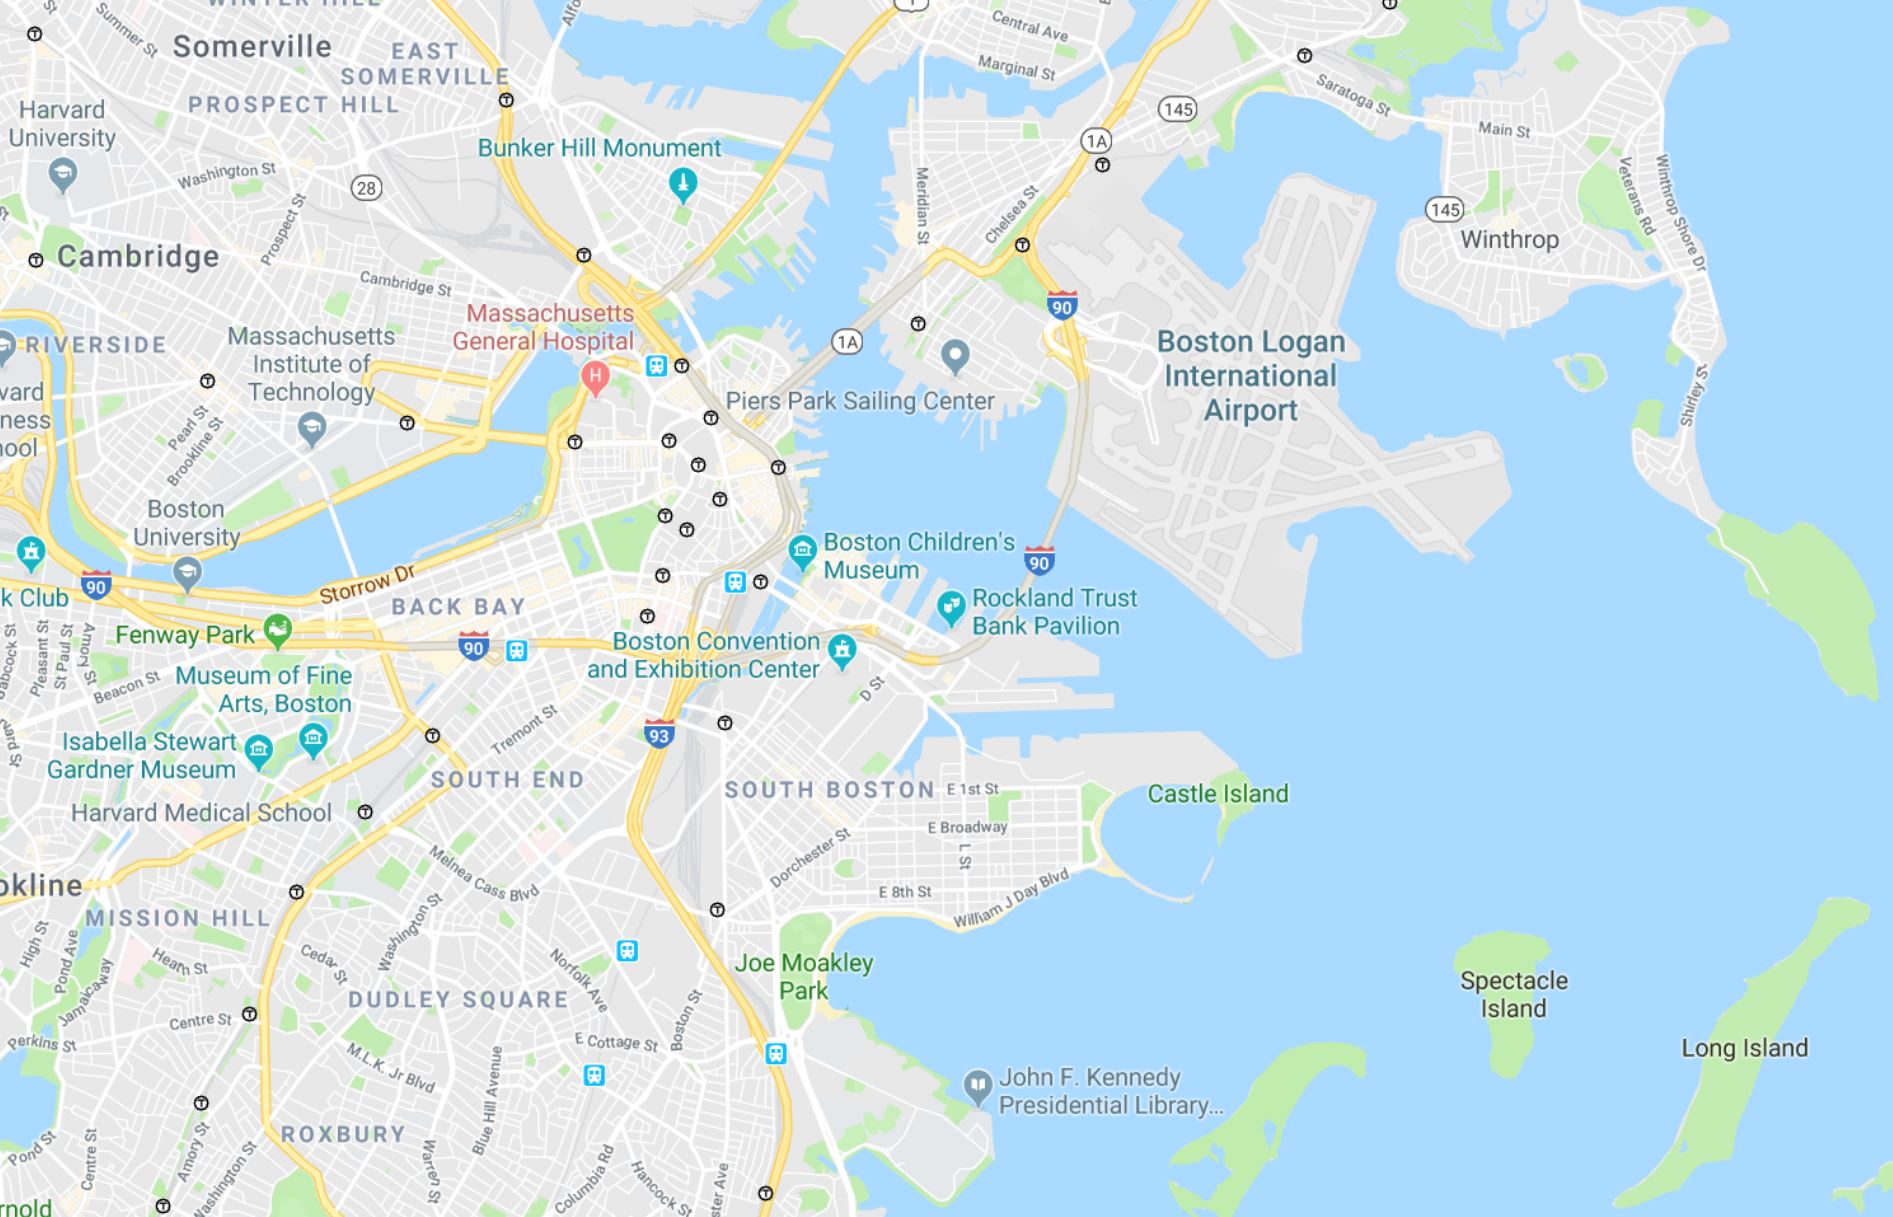 WINTER HILL
1
Summer St
Somerville
EAST
SOMERVILLE
PROSPECT HILL
Central Ave
Marginal St
Saratoga St
145
Main St
Harvard
University
Bunker Hill Monument
1A
Washington St
28
Prospect St
Meridian St
Chelsea St
Veterans Rd
Winthrop Shore Dr
145
Winthrop
Cambridge
Cambridge St
Massachusetts
General Hospital
H
90
RIVERSIDE
Massachusetts
Institute of
Technology
1A
Boston Logan
International
Airport
Piers Park Sailing Center
Shirley St
Pearl St
Brookline St
Boston
University
Boston Children's
Museum
90
90
k Club
Storrow Dr
BACK BAY
Rockland Trust
Bank Pavilion
Fenway Park
90
Boston Convention
and Exhibition Center
Pleasant St
St Paul St
Amory St
Beacon St
Museum of Fine
Arts, Boston
D St
Tremont St
93
Isabella Stewart
Gardner Museum
SOUTH END
SOUTH BOSTON
E 1st St
Castle Island
Harvard Medical School
E Broadway
L St
Dorchester St
Melnea Cass Blvd
E 8th St
William J Day Blvd
okline
MISSION HILL
High St
Pond Ave
Heath St
Cedar St
Washington St
Norfolk Ave
Joe Moakley
Park
Spectacle
Island
Jamaicaway
DUDLEY SQUARE
Centre St
Boston St
Perkins St
E Cottage St
Long Island
M.L.K. Jr Blvd
Blue Hill Avenue
John F. Kennedy
Presidential Library...
ROXBURY
Pond St
Centre St
Amory St
Washington St
Warren St
Columbia Rd
Hancock St
ster Ave
rnold